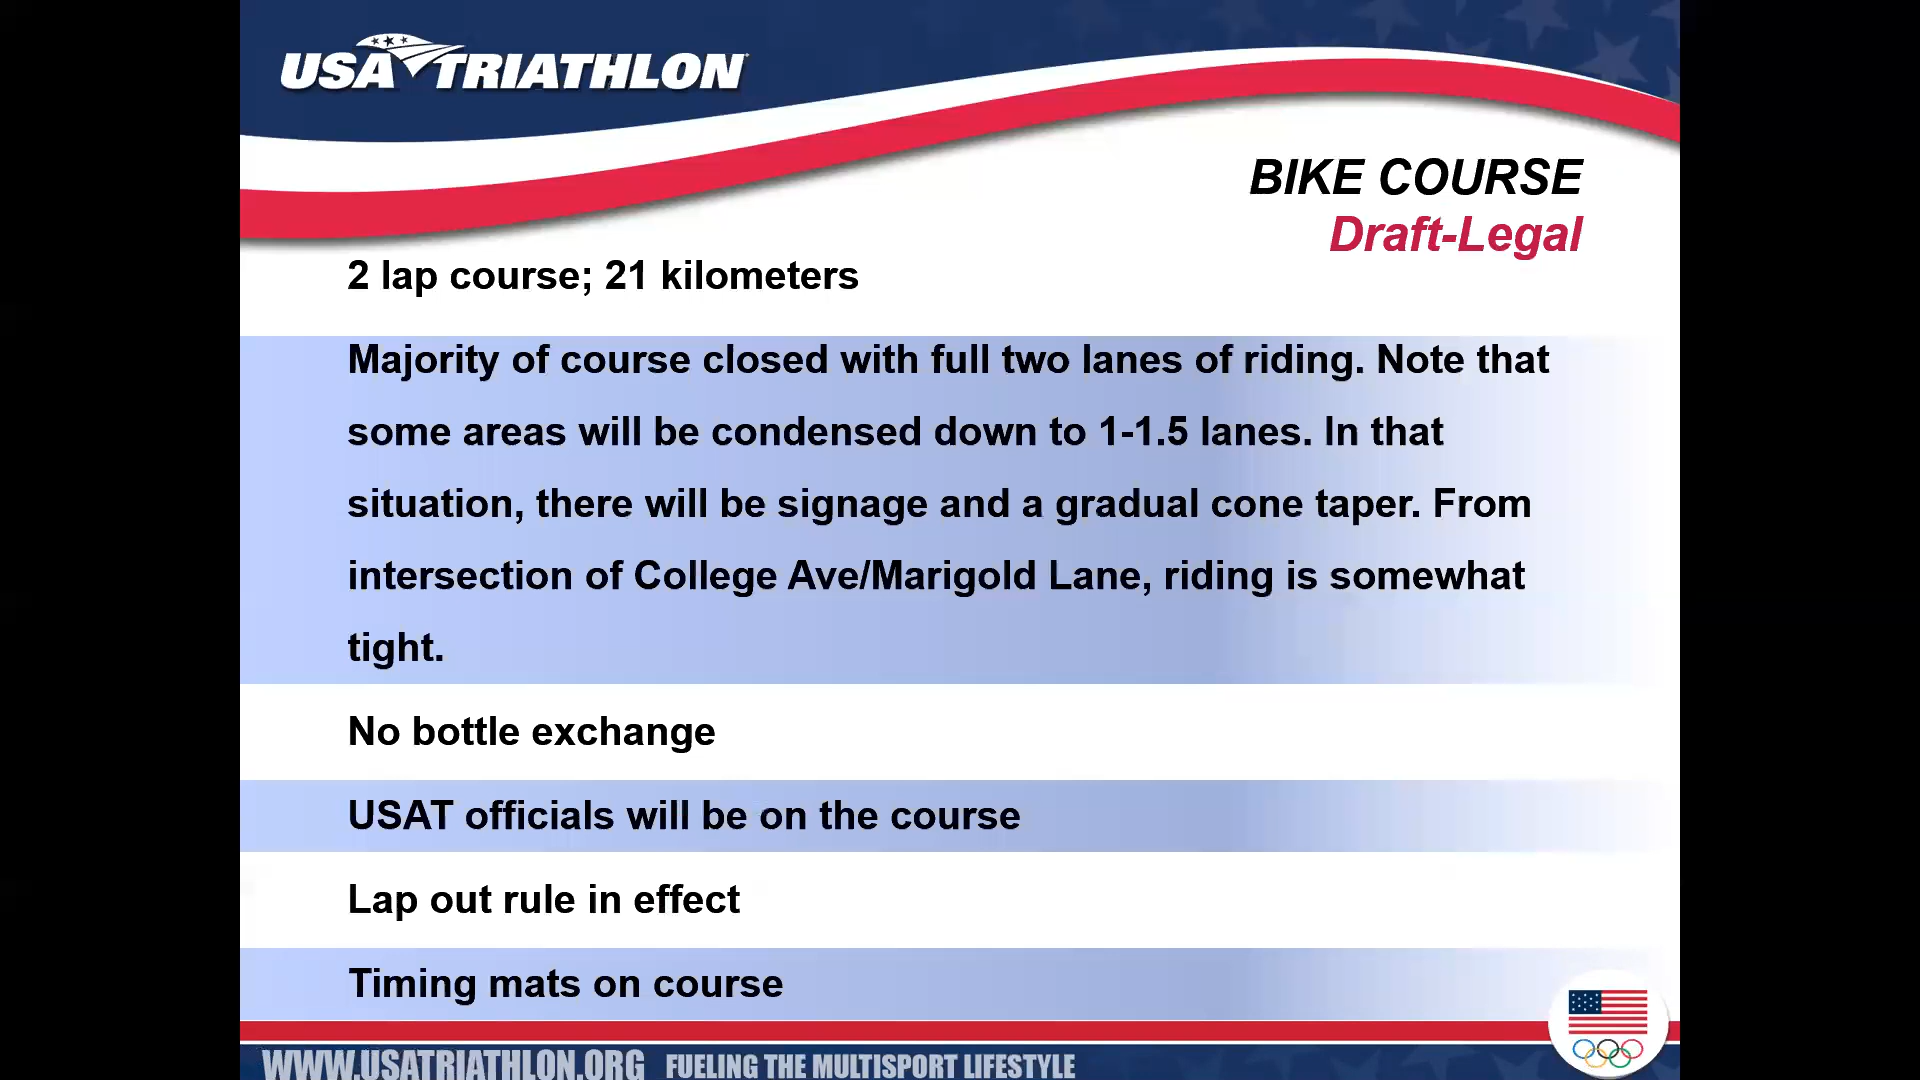 USA TRIATHLON
BIKE COURSE
Draft-Legal
2 lap course; 21 kilometers
Majority of course closed with full two lanes of riding. Note that
some areas will be condensed down to 1-1.5 lanes. In that
situation, there will be signage and a gradual cone taper. From
intersection of College Ave/Marigold Lane, riding is somewhat
tight.
No bottle exchange
USAT officials will be on the course
Lap out rule in effect
Timing mats on course
WWW.USATRIATHLON.ORG FUELING THE MULTISPORT LIFESTYLE